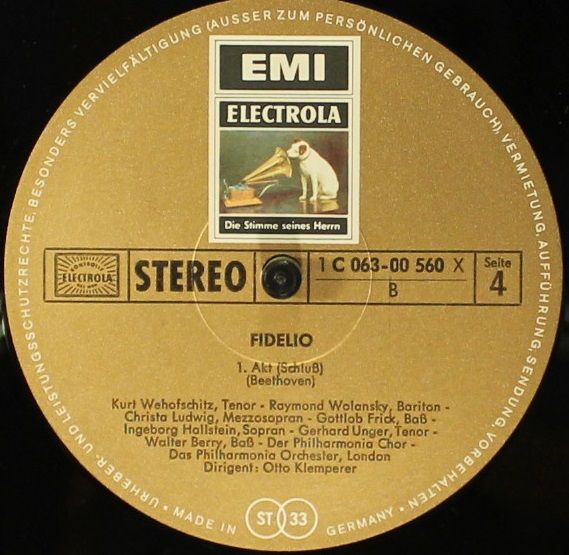 EMI
ELECTROLA
Die Stimme seines Herrn
ELECTROLA
STEREO
1 C 063-00 560 X
B
Seite
4
FIDELIO
1. Akt (Schluß)
(Beethoven)
Kurt Wehofschitz, Tenor - Raymond Wolansky, Bariton -
Christa Ludwig, Mezzosopran - Gottlob Frick, Baß -
Ingeborg Hallstein, Sopran - Gerhard Unger, Tenor -
Walter Berry, Baß - Der Philharmonia Chor -
Das Philharmonia Orchester, London
Dirigent: Otto Klemperer
ST 33
URHEBER- UND LEISTUNGSSCHUTZRECHTE, BESONDERS VERVIELFÄLTIGUNG (AUSSER ZUM PERSÖNLICHEN GEBRAUCH), VERMIETUNG, AUFFÜHRUNG, SENDUNG, VORBEHALTEN
• MADE IN GERMANY •